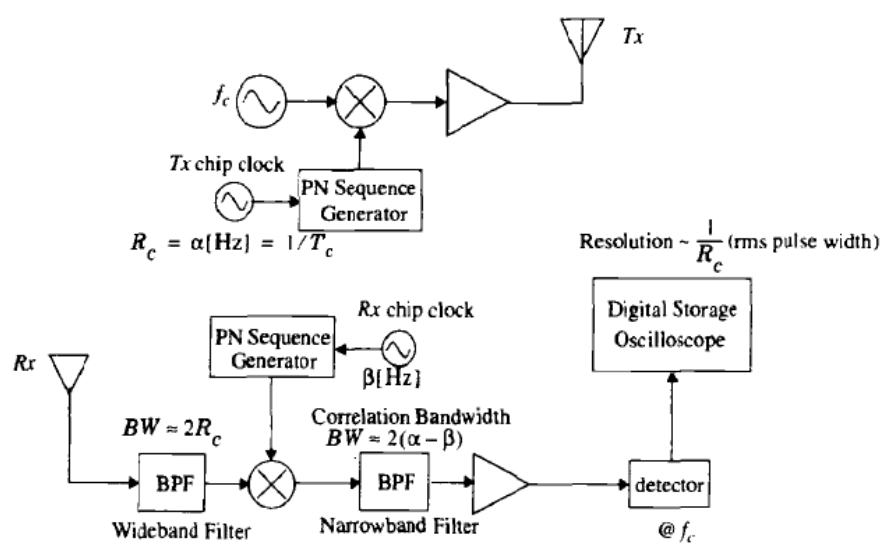 Tx
f_c
Tx chip clock
PN Sequence
Generator
R_c = α[Hz] = 1/T_c
Resolution ~ 1/R_c (rms pulse width)
Digital Storage
Oscilloscope
Rx chip clock
PN Sequence
Generator
β[Hz]
Rx
BW ≈ 2R_c
Correlation Bandwidth
BW ≈ 2(α – β)
BPF
BPF
detector
Wideband Filter
Narrowband Filter
@ f_c